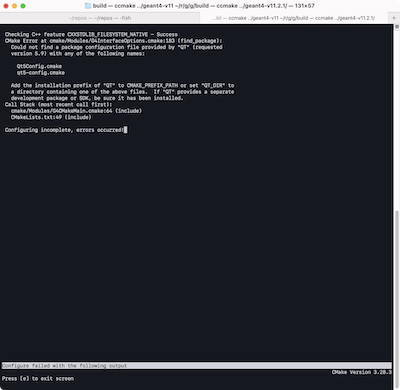 build — ccmake ../geant4-v11 ~/r/g/g/build — ccmake ../geant4-v11.2.1/ — 131×57
~/repos — ~/repos — -fish
..ld — ccmake ../geant4-v11 ~/r/g/g/build — ccmake ../geant4-v11.2.1/
Checking C++ feature CXXSTDLIB_FILESYSTEM_NATIVE - Success
CMake Error at cmake/Modules/G4InterfaceOptions.cmake:183 (find_package):
Could not find a package configuration file provided by "QT" (requested
version 5.9) with any of the following names:
Qt5Config.cmake
qt5-config.cmake
Add the installation prefix of "QT" to CMAKE_PREFIX_PATH or set "QT_DIR" to
a directory containing one of the above files. If "QT" provides a separate
development package or SDK, be sure it has been installed.
Call Stack (most recent call first):
cmake/Modules/G4CMakeMain.cmake:64 (include)
CMakeLists.txt:49 (include)
Configuring incomplete, errors occurred!
Configure failed with the following output
CMake Version 3.28.3
Press [e] to exit screen